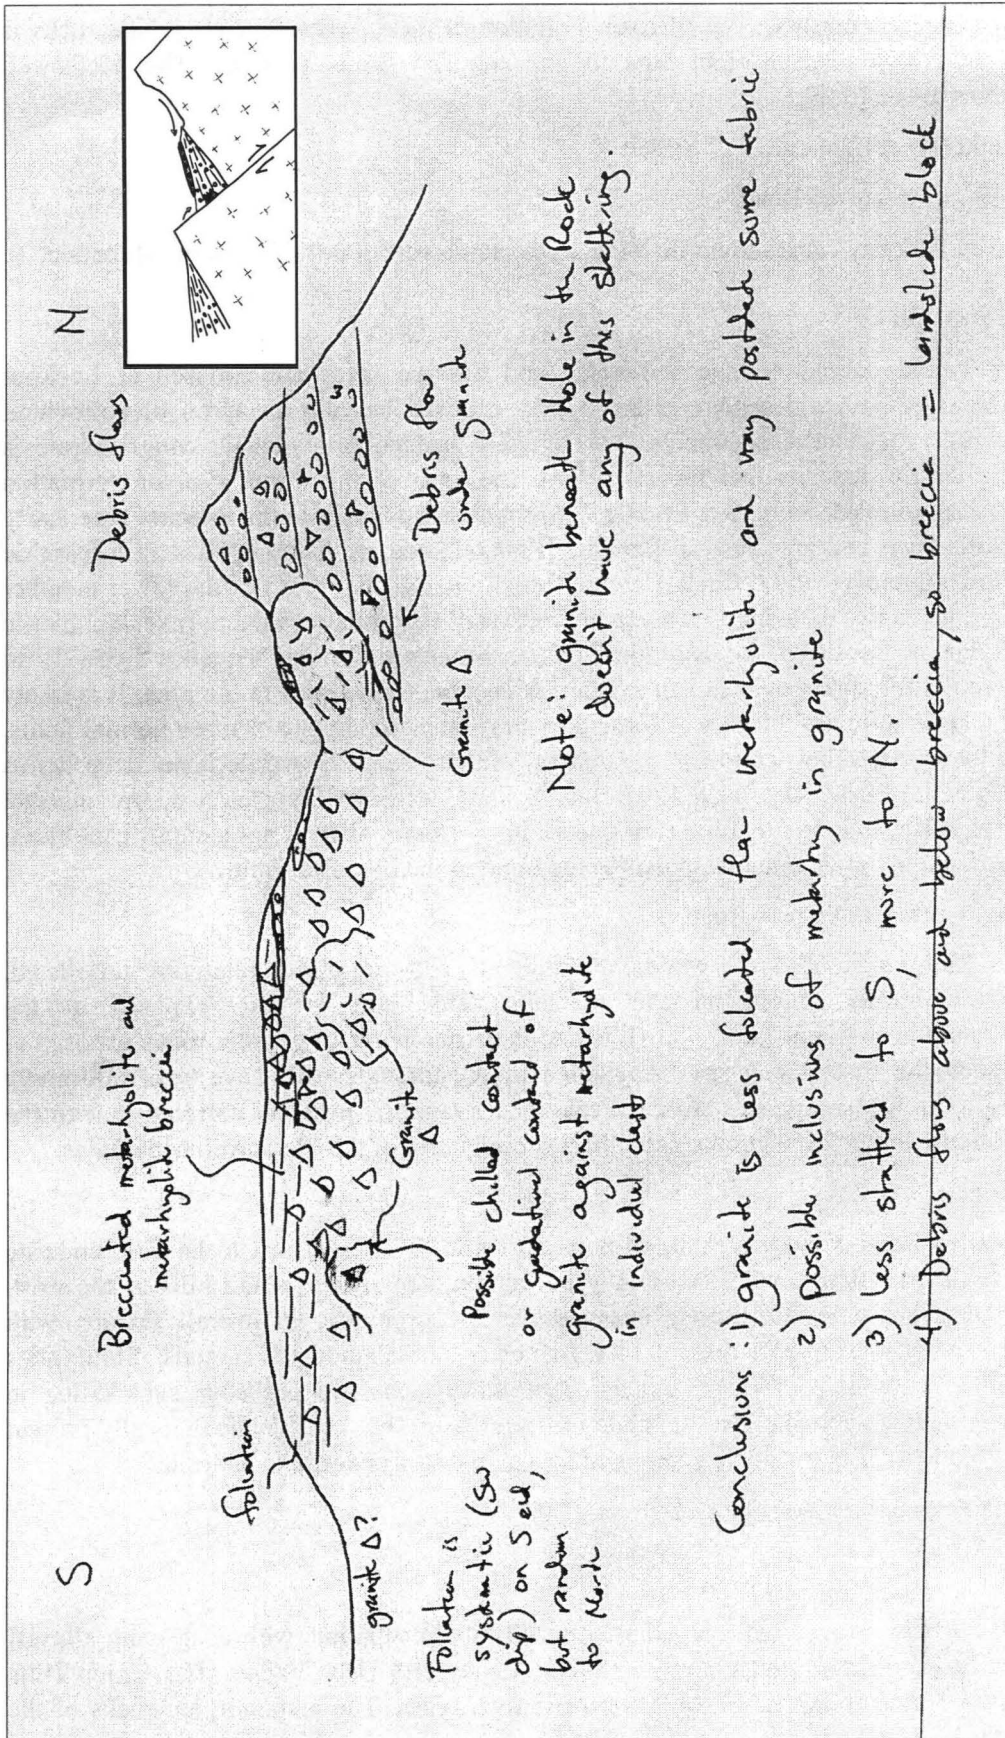 S
N
Debris flows
Brecciated metarhyolite and
metarhyolite breccia
foliation
granite Δ?
Foliation is
systematic (SW
dip) on S end,
but random
to North
Granite
Δ
Possible chilled contact
or gradational contact of
granite against metarhyolite
in individual clasts
Granite Δ
Debris flow
under granite
Note: granite beneath Hole in the Rock
doesn't have any of this shattering.
Conclusions: 1) granite is less foliated than metarhyolite and may postdate some fabric
2) possible inclusions of metarhy in granite
3) Less shattered to S, more to N.
4) Debris flows above and below breccia, so breccia = landslide block